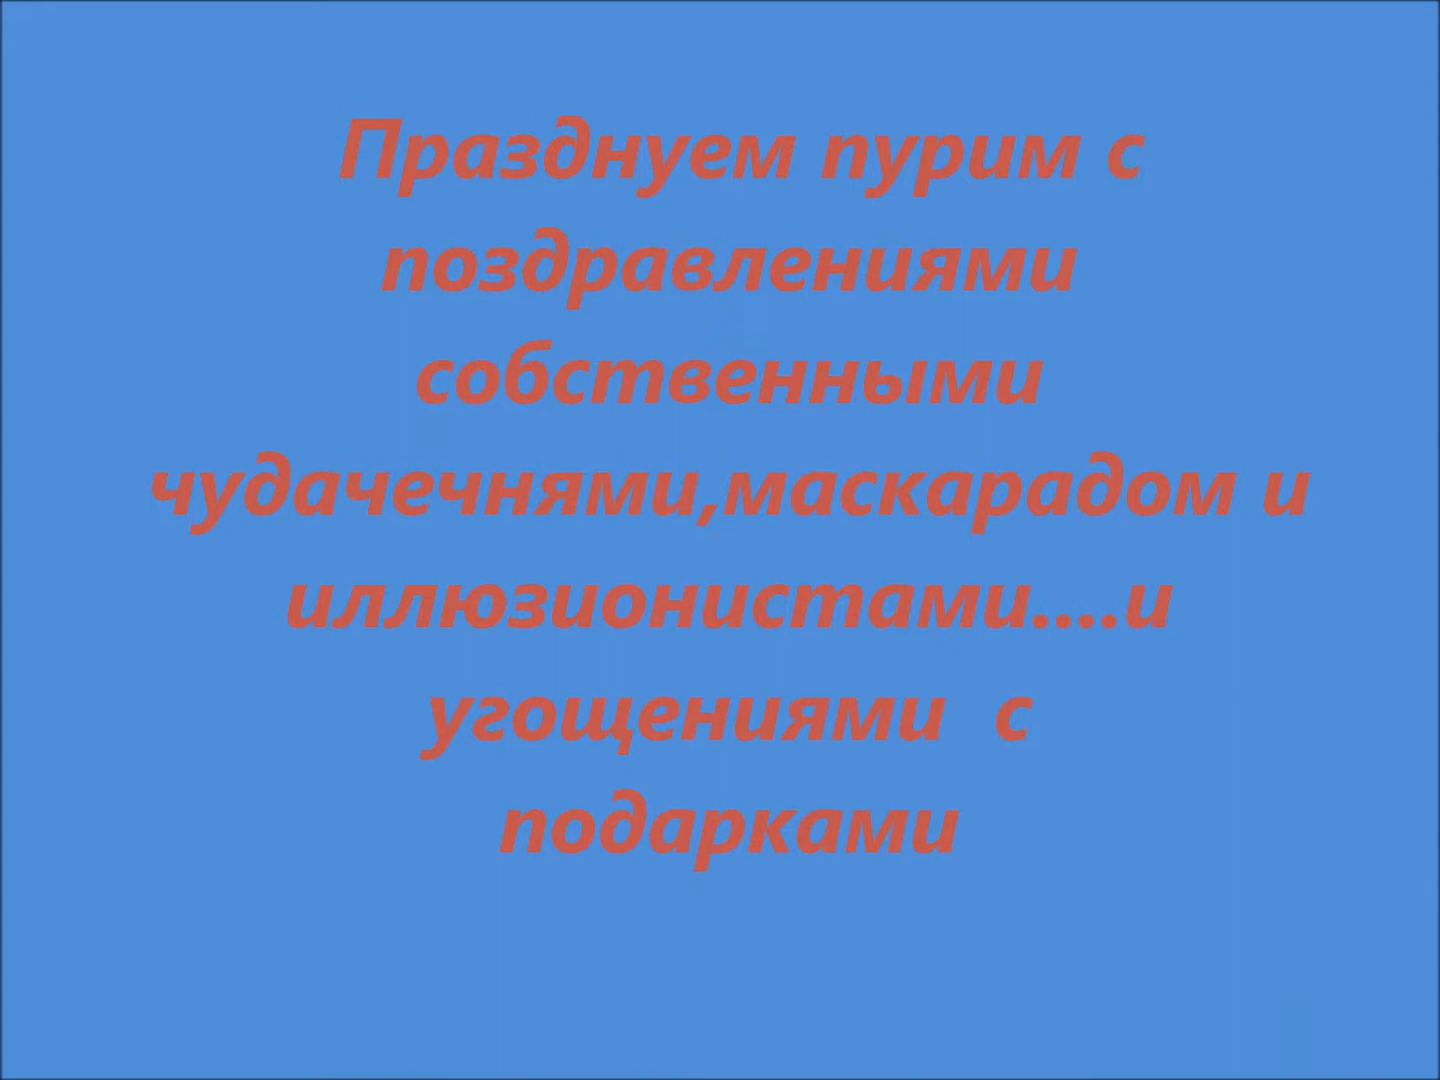 Празднуем пурим с
поздравлениями
собственными
чудачечнями,маскарадом и
иллюзионистами....и
угощениями с
подарками